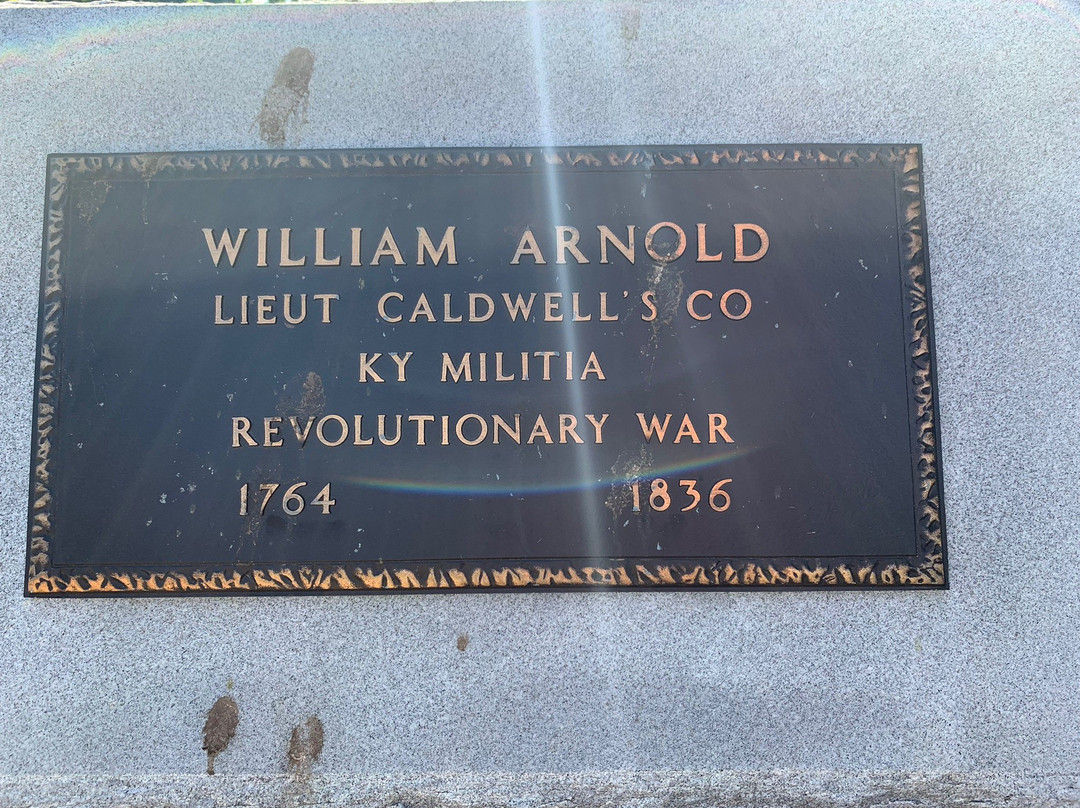 WILLIAM ARNOLD
LIEUT CALDWELL'S CO
KY MILITIA
REVOLUTIONARY WAR
1764 1836